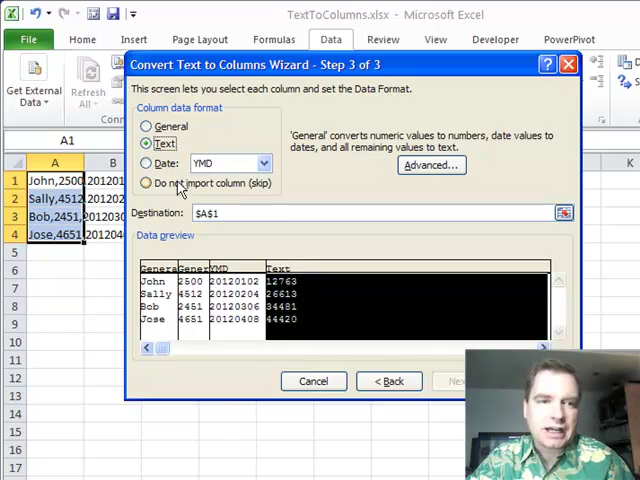 TextToColumns.xlsx - Microsoft Excel
File Home Insert Page Layout Formulas Data Review View Developer PowerPivot
Convert Text to Columns Wizard - Step 3 of 3
This screen lets you select each column and set the Data Format.
Get External
Data
Refresh
All
Column data format
General
Text
Date: YMD
Do not import column (skip)
'General' converts numeric values to numbers, date values to
dates, and all remaining values to text.
Advanced...
A1
Destination: $A$1
A B
1 John,2500,201201
2 Sally,4512
3 Bob,2451,
4 Jose,4651
5
6
7
8
9
10
11
12
13
14
15
16
17
Data preview
Genera Gener YMD Text
John 2500 20120102 12763
Sally 4512 20120204 26613
Bob 2451 20120306 34481
Jose 4651 20120408 44420
Cancel < Back Nex